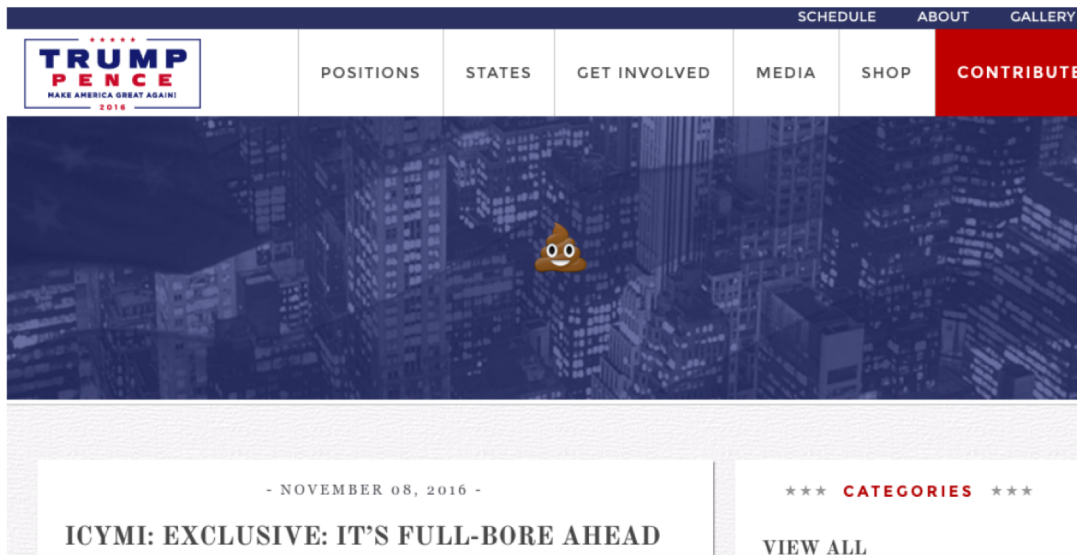 SCHEDULE ABOUT GALLERY
TRUMP
PENCE
MAKE AMERICA GREAT AGAIN!
2016
POSITIONS STATES GET INVOLVED MEDIA SHOP CONTRIBUTE
- NOVEMBER 08, 2016 -
ICYMI: EXCLUSIVE: IT’S FULL-BORE AHEAD
CATEGORIES
VIEW ALL